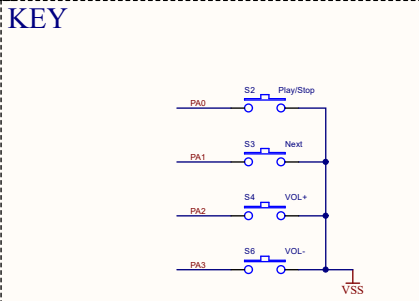 KEY
S2 Play/Stop
PA0
S3 Next
PA1
S4 VOL+
PA2
S6 VOL-
PA3
VSS